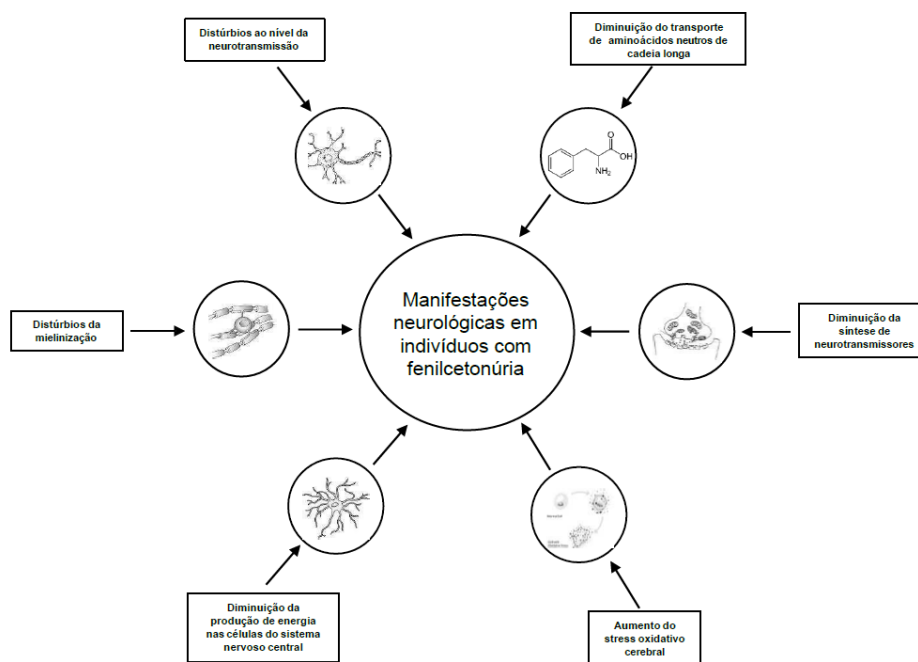 Distúrbios ao nível da
neurotransmissão
Diminuição do transporte
de aminoácidos neutros de
cadeia longa
O
OH
NH₂
Manifestações
neurológicas em
indivíduos com
fenilcetonúria
Distúrbios da
mielinização
Diminuição da
síntese de
neurotransmissores
Diminuição da
produção de energia
nas células do sistema
nervoso central
Aumento do
stress oxidativo
cerebral